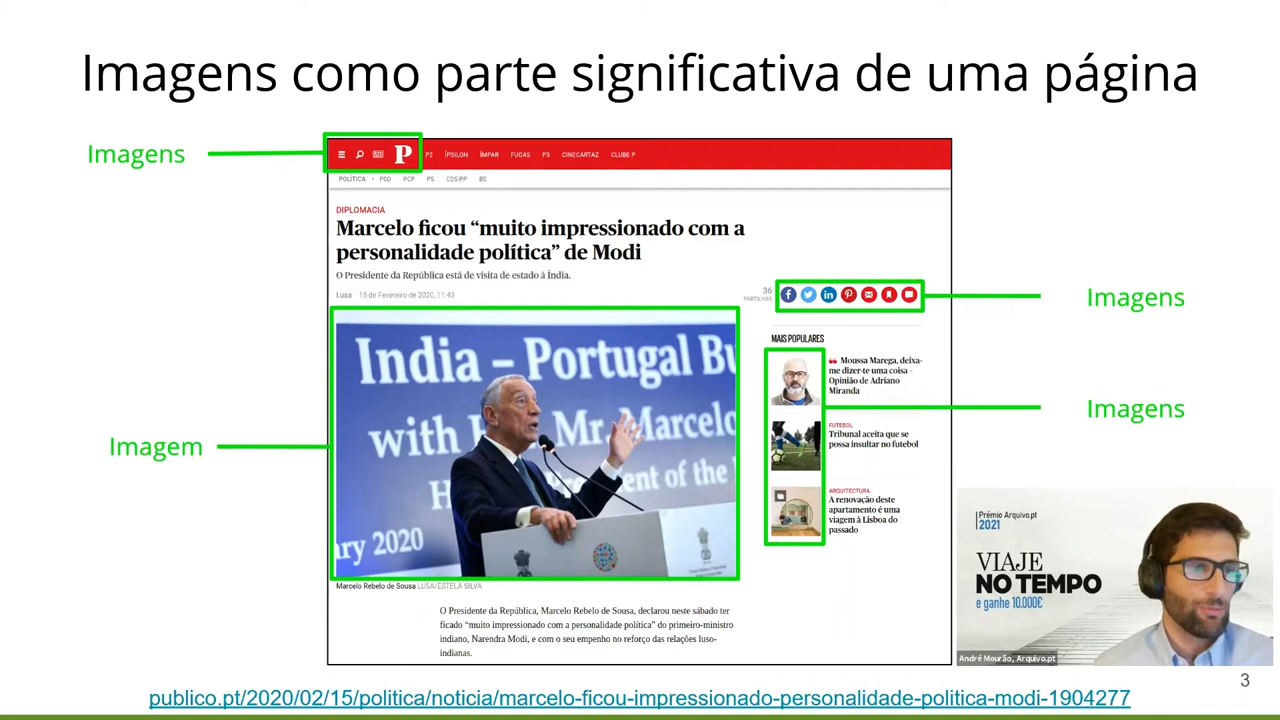 Imagens como parte significativa de uma página
Imagens
P
P2 ÍPSILON ÍMPAR FUGAS P3 CINECARTAZ CLUBE P
POLÍTICA › PSD PCP PS CDS-PP BE
DIPLOMACIA
Marcelo ficou “muito impressionado com a
personalidade política” de Modi
O Presidente da República está de visita de estado à Índia.
Lusa · 15 de Fevereiro de 2020, 11:43
36
PARTILHAS
Imagens
MAIS POPULARES
Moussa Marega, deixa-
me dizer-te uma coisa -
Opinião de Adriano
Miranda
Imagens
FUTEBOL
Tribunal aceita que se
possa insultar no futebol
ARQUITECTURA
A renovação deste
apartamento é uma
viagem à Lisboa do
passado
Imagem
India – Portugal Bu
with Mr. Marcelo
President of the
ry 2020
Marcelo Rebelo de Sousa LUSA/ESTELA SILVA
O Presidente da República, Marcelo Rebelo de Sousa, declarou neste sábado ter
ficado “muito impressionado com a personalidade política” do primeiro-ministro
indiano, Narendra Modi, e com o seu empenho no reforço das relações luso-
indianas.
Prémio Arquivo.pt
2021
VIAJE
NO TEMPO
e ganhe 10.000€
André Mourão, Arquivo.pt
3
publico.pt/2020/02/15/politica/noticia/marcelo-ficou-impressionado-personalidade-politica-modi-1904277